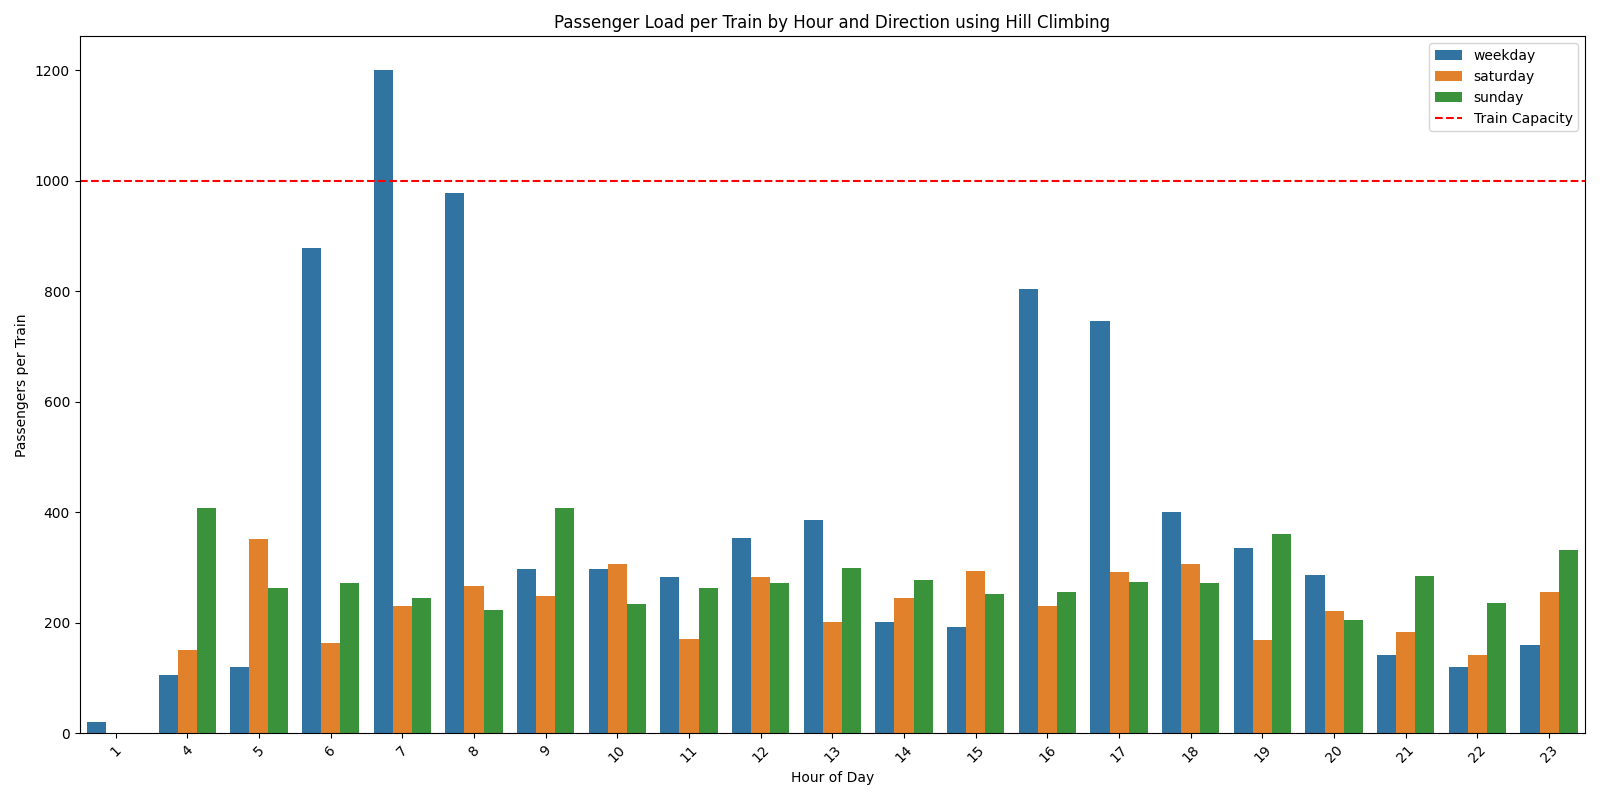 Passenger Load per Train by Hour and Direction using Hill Climbing
weekday
saturday
sunday
Train Capacity
Passengers per Train
1200
1000
800
600
400
200
0
1 4 5 6 7 8 9 10 11 12 13 14 15 16 17 18 19 20 21 22 23
Hour of Day